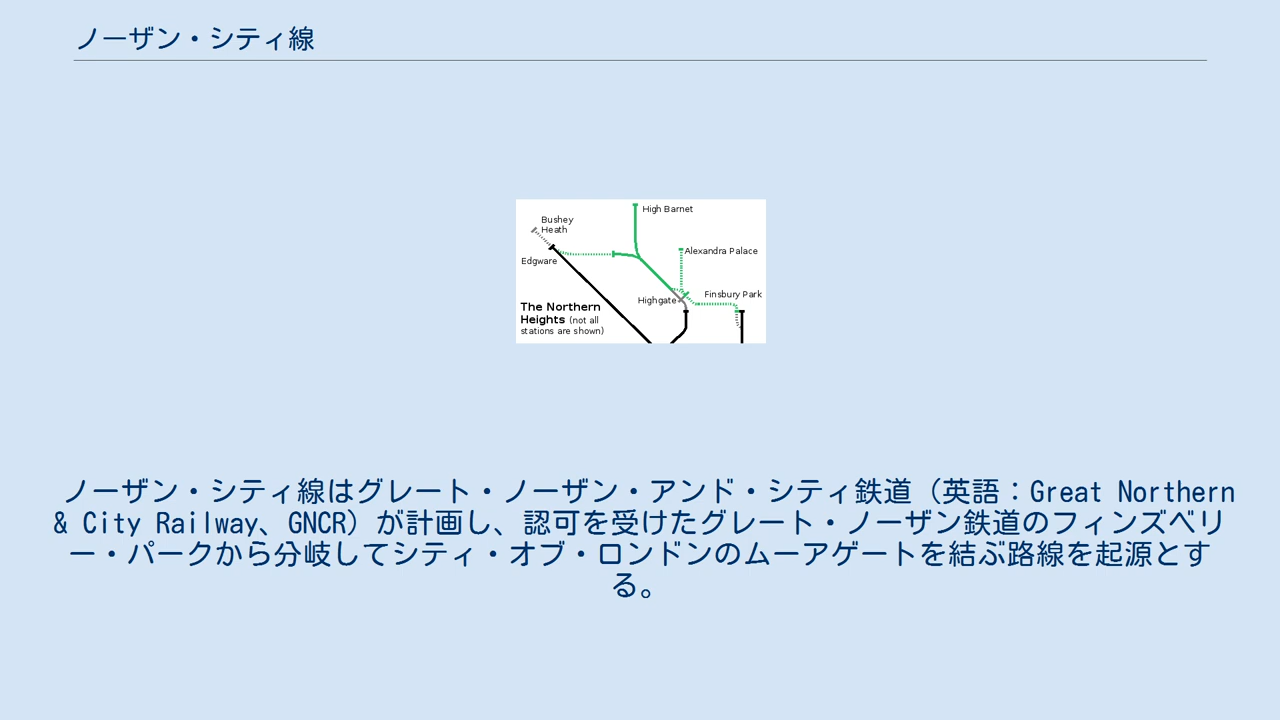 ノーザン・シティ線
High Barnet
Bushey
Heath
Alexandra Palace
Edgware
Highgate
Finsbury Park
The Northern
Heights (not all
stations are shown)
ノーザン・シティ線はグレート・ノーザン・アンド・シティ鉄道（英語：Great Northern
& City Railway、GNCR）が計画し、認可を受けたグレート・ノーザン鉄道のフィンズベリ
ー・パークから分岐してシティ・オブ・ロンドンのムーアゲートを結ぶ路線を起源とす
る。